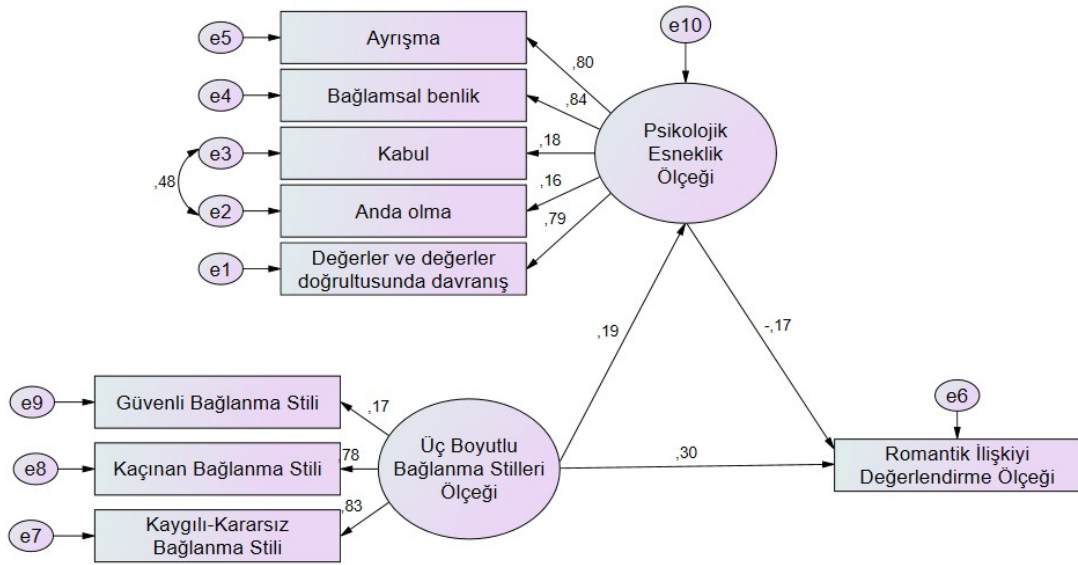 e10
e5
Ayrışma
,80
e4
Bağlamsal benlik
,84
Psikolojik
Esneklik
Ölçeği
e3
Kabul
,18
,48
e2
Anda olma
,16
,79
e1
Değerler ve değerler
doğrultusunda davranış
,19
-,17
e9
Güvenli Bağlanma Stili
,17
e6
e8
Kaçınan Bağlanma Stili
,78
Üç Boyutlu
Bağlanma Stilleri
Ölçeği
,30
Romantik İlişkiyi
Değerlendirme Ölçeği
,83
e7
Kaygılı-Kararsız
Bağlanma Stili